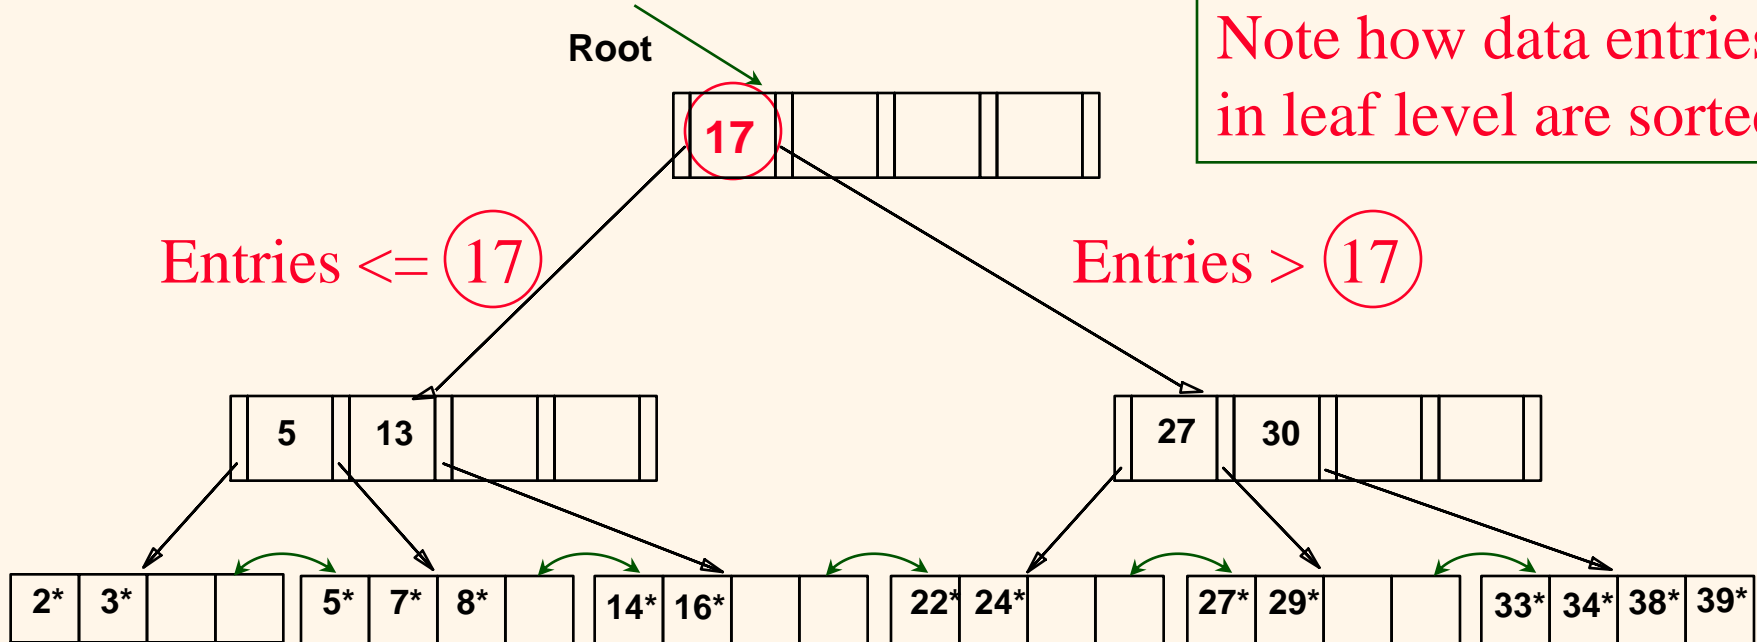 Root
Note how data entries
in leaf level are sorted
17
Entries <= 17
Entries > 17
5 13
27 30
2* 3*
5* 7* 8*
14* 16*
22* 24*
27* 29*
33* 34* 38* 39*